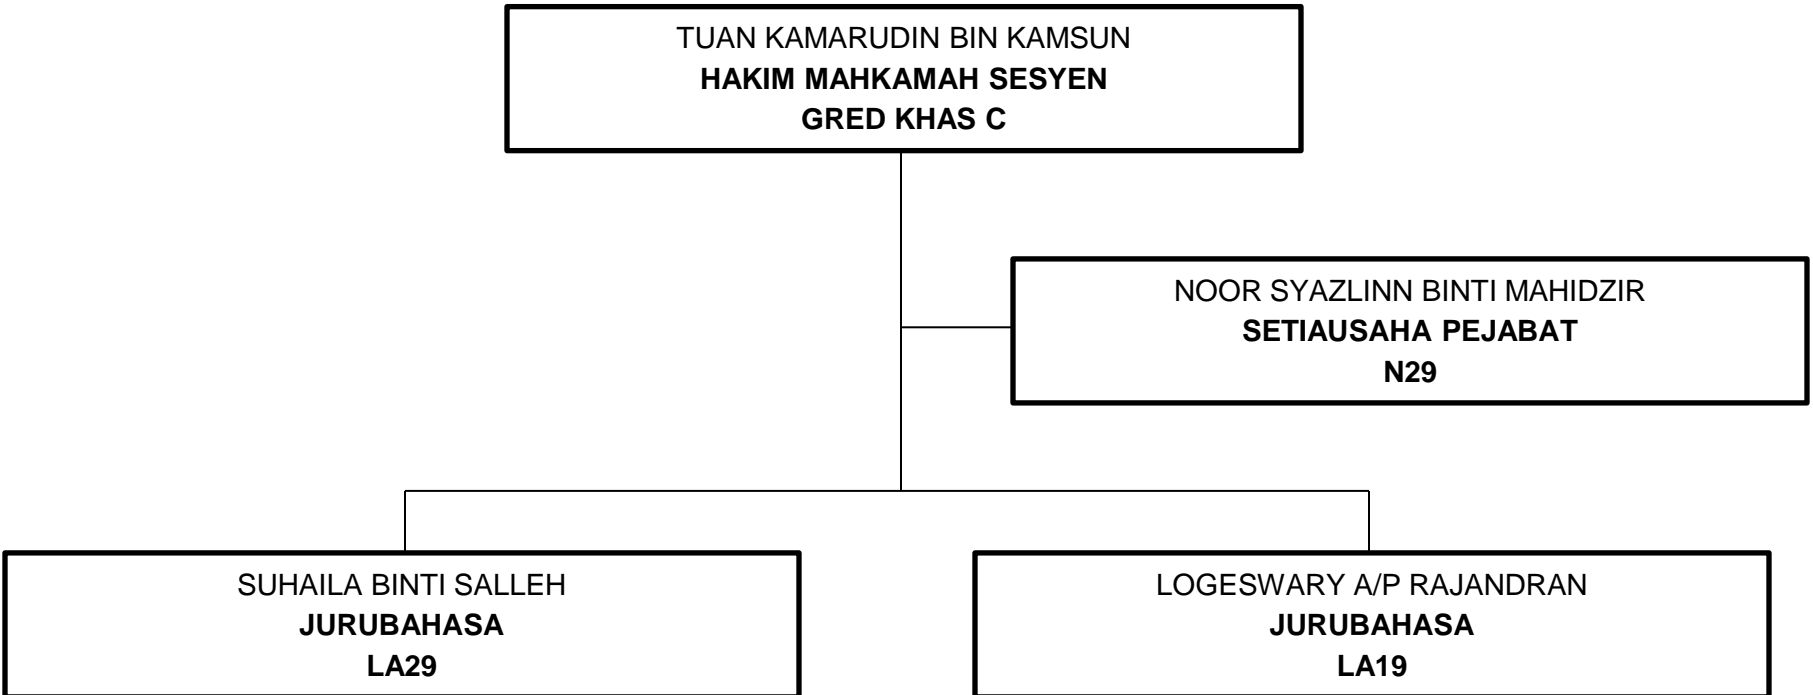 TUAN KAMARUDIN BIN KAMSUN
HAKIM MAHKAMAH SESYEN
GRED KHAS C
NOOR SYAZLINN BINTI MAHIDZIR
SETIAUSAHA PEJABAT
N29
SUHAILA BINTI SALLEH
JURUBAHASA
LA29
LOGESWARY A/P RAJANDRAN
JURUBAHASA
LA19